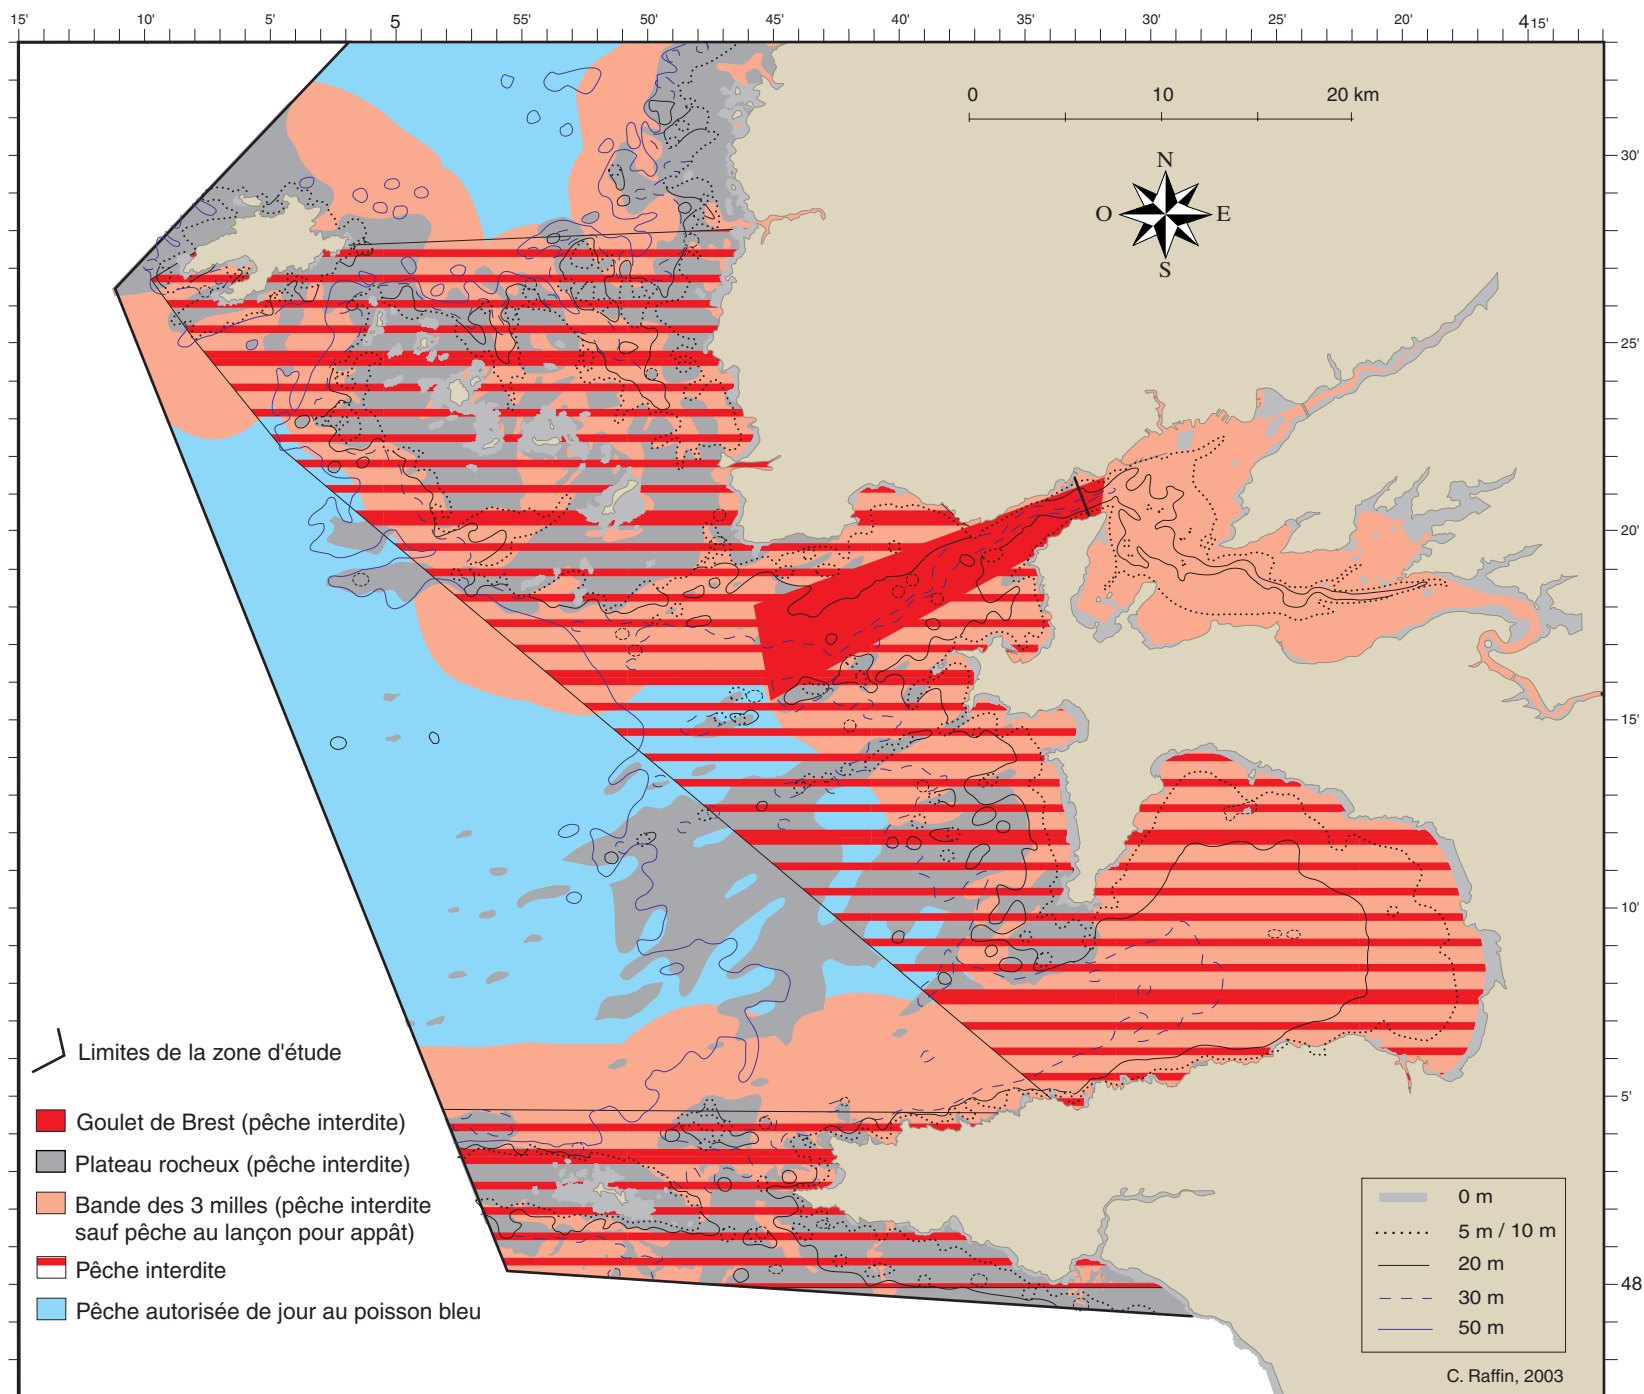 15' 10' 5' 5 55' 50' 45' 40' 35' 30' 25' 20' 4 15'
0 10 20 km
N
O E
S
30'
25'
20'
15'
10'
5'
48
Limites de la zone d'étude
Goulet de Brest (pêche interdite)
Plateau rocheux (pêche interdite)
Bande des 3 milles (pêche interdite
sauf pêche au lançon pour appât)
Pêche interdite
Pêche autorisée de jour au poisson bleu
0 m
5 m / 10 m
20 m
30 m
50 m
C. Raffin, 2003